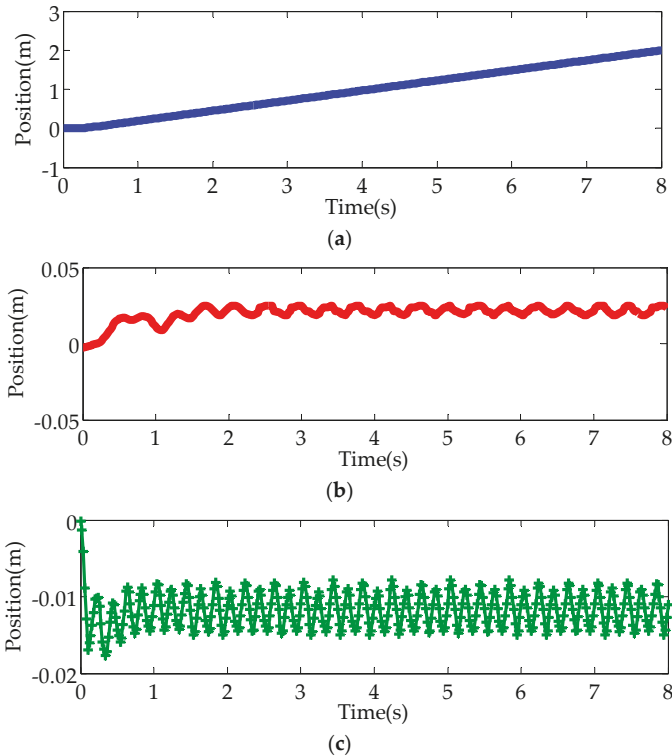 3
2
1
0
-1
Position(m)
0 1 2 3 4 5 6 7 8
Time(s)
(a)
0.05
0
-0.05
Position(m)
0 1 2 3 4 5 6 7 8
Time(s)
(b)
0
-0.01
-0.02
Position(m)
0 1 2 3 4 5 6 7 8
Time(s)
(c)